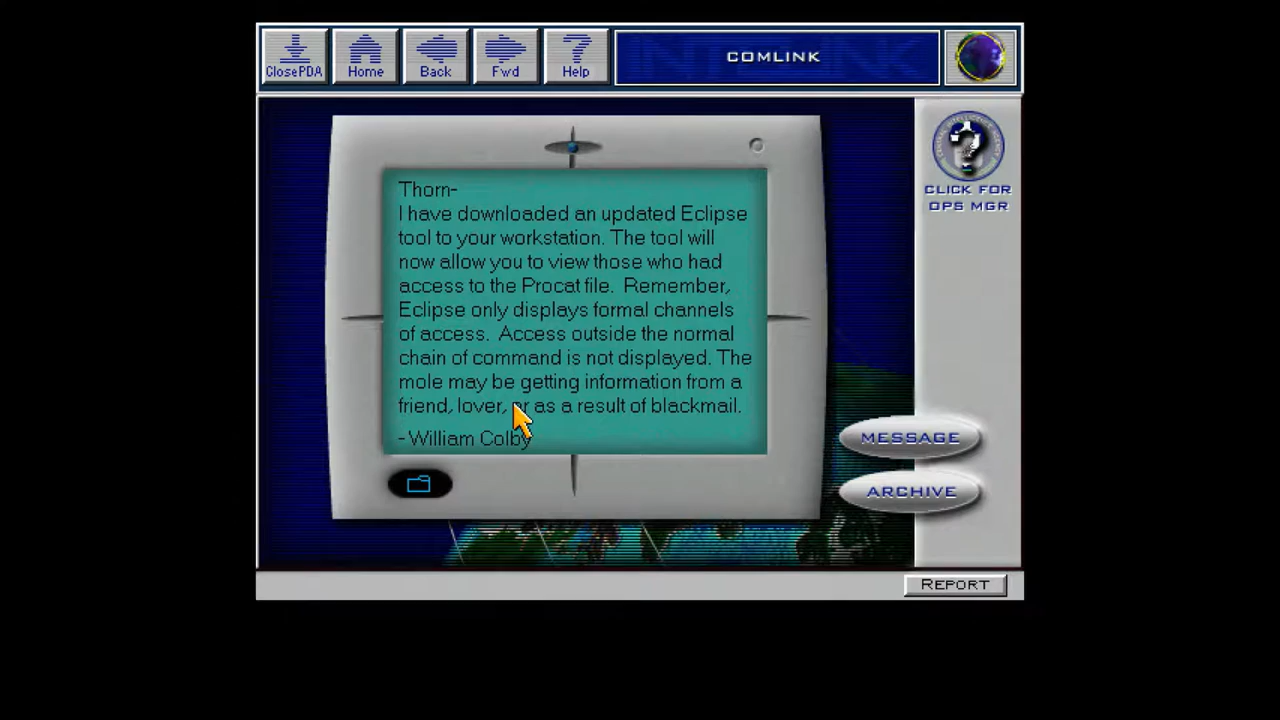 ClosePDA
Home
Back
Fwd
Help
COMLINK
Thorn-
I have downloaded an updated Eclipse
tool to your workstation. The tool will
now allow you to view those who had
access to the Procat file.  Remember,
Eclipse only displays formal channels
of access.  Access outside the normal
chain of command is not displayed. The
mole may be getting information from a
friend, lover, or as a result of blackmail.
- William Colby
CLICK FOR
OPS MGR
MESSAGE
ARCHIVE
REPORT